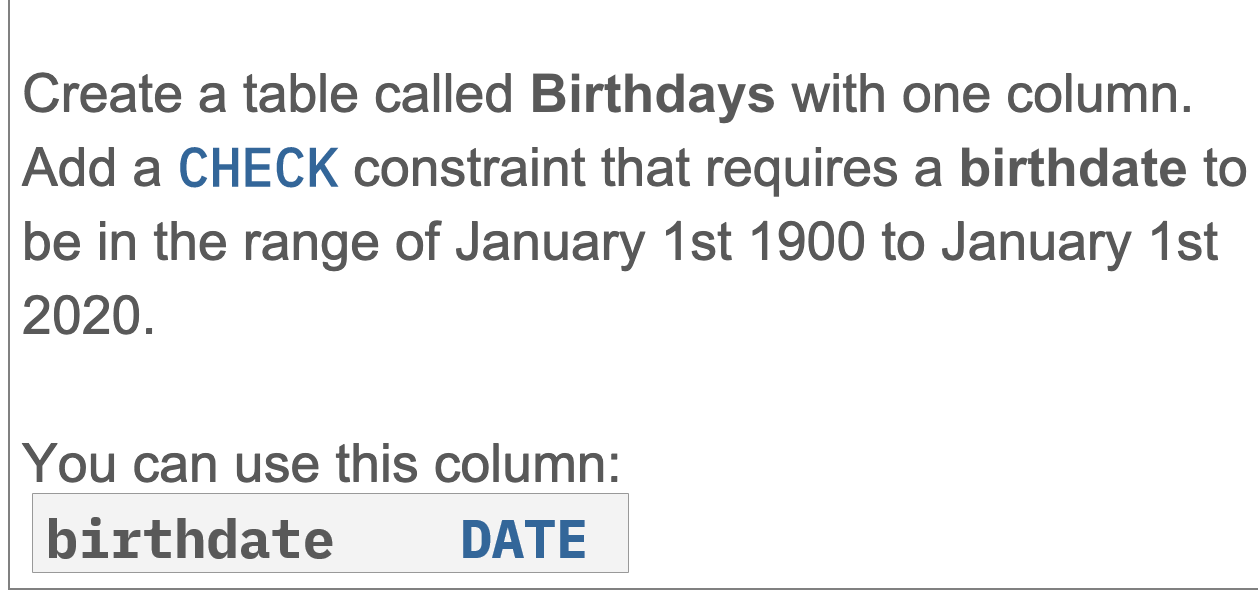 Create a table called Birthdays with one column.
Add a CHECK constraint that requires a birthdate to
be in the range of January 1st 1900 to January 1st
2020.
You can use this column:
birthdate DATE